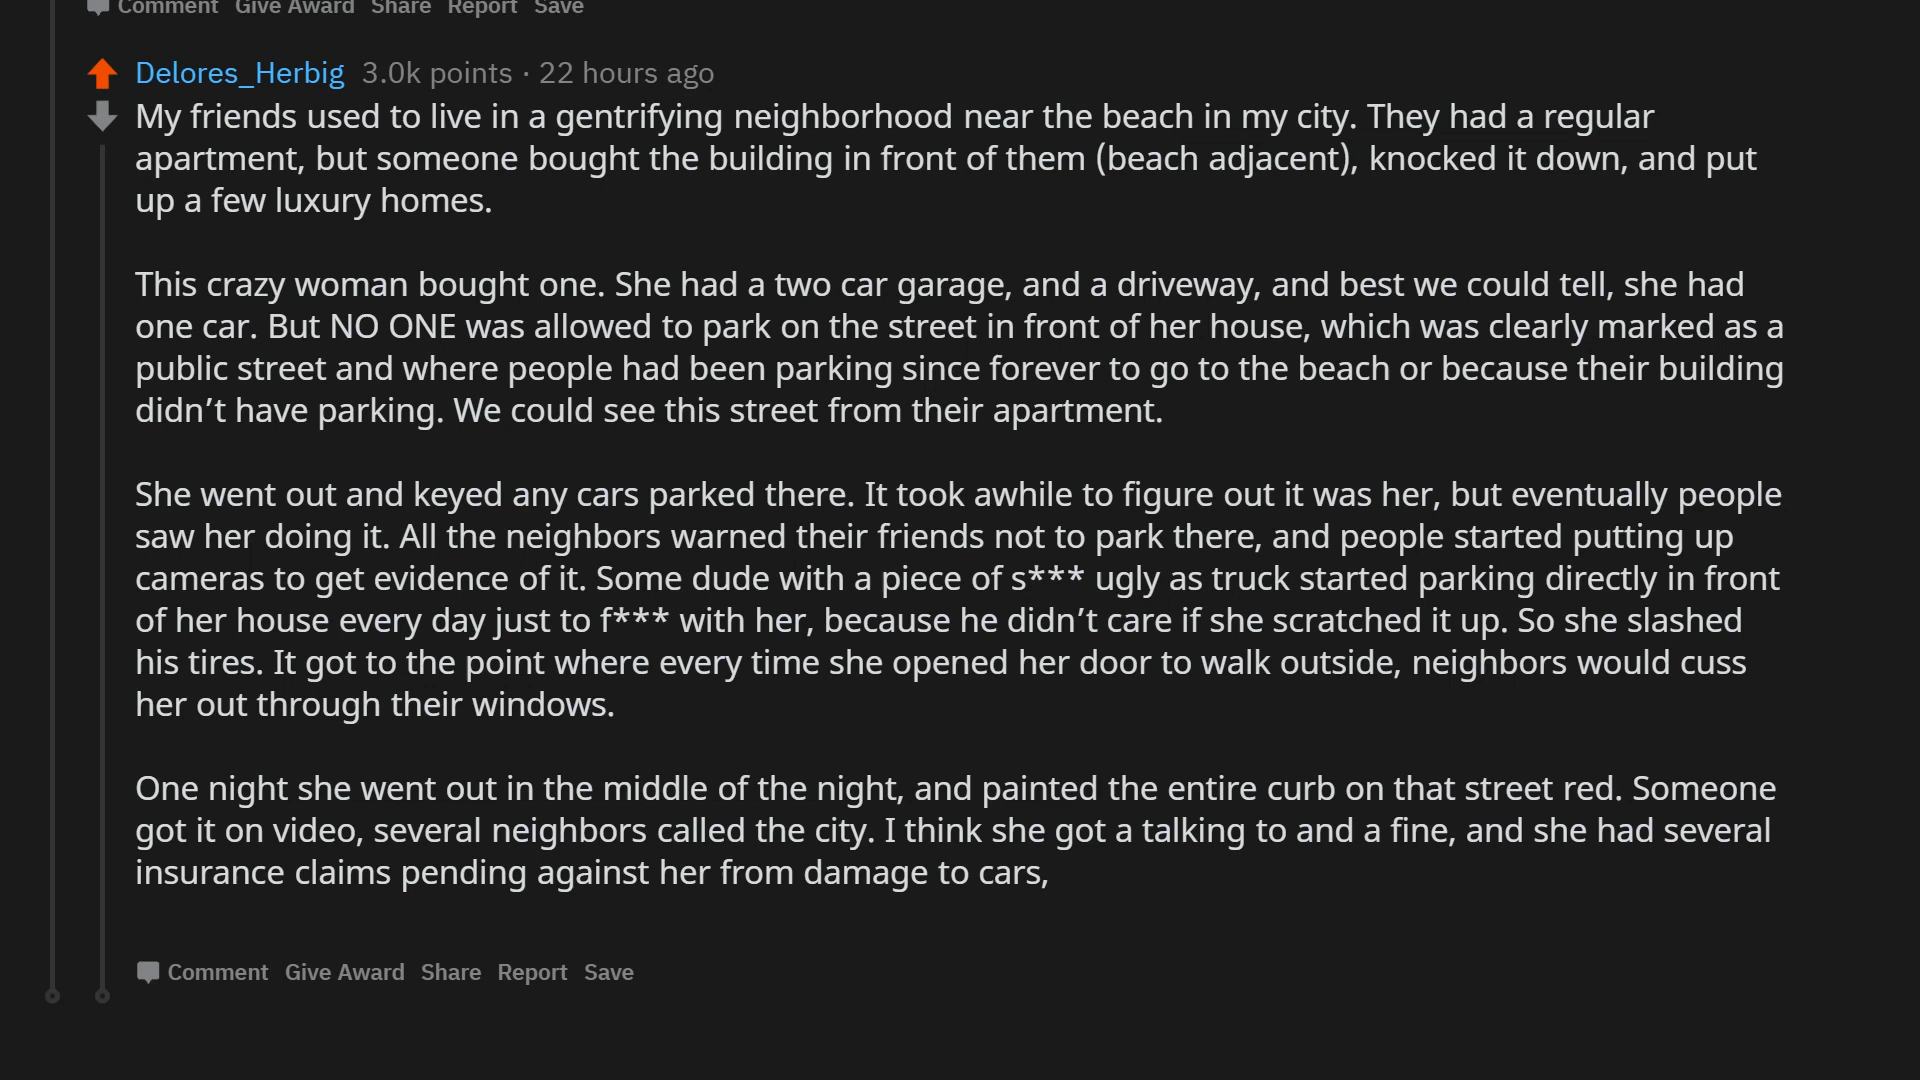 Comment Give Award Share Report Save
Delores_Herbig 3.0k points · 22 hours ago
My friends used to live in a gentrifying neighborhood near the beach in my city. They had a regular
apartment, but someone bought the building in front of them (beach adjacent), knocked it down, and put
up a few luxury homes.
This crazy woman bought one. She had a two car garage, and a driveway, and best we could tell, she had
one car. But NO ONE was allowed to park on the street in front of her house, which was clearly marked as a
public street and where people had been parking since forever to go to the beach or because their building
didn’t have parking. We could see this street from their apartment.
She went out and keyed any cars parked there. It took awhile to figure out it was her, but eventually people
saw her doing it. All the neighbors warned their friends not to park there, and people started putting up
cameras to get evidence of it. Some dude with a piece of s*** ugly as truck started parking directly in front
of her house every day just to f*** with her, because he didn’t care if she scratched it up. So she slashed
his tires. It got to the point where every time she opened her door to walk outside, neighbors would cuss
her out through their windows.
One night she went out in the middle of the night, and painted the entire curb on that street red. Someone
got it on video, several neighbors called the city. I think she got a talking to and a fine, and she had several
insurance claims pending against her from damage to cars,
Comment Give Award Share Report Save